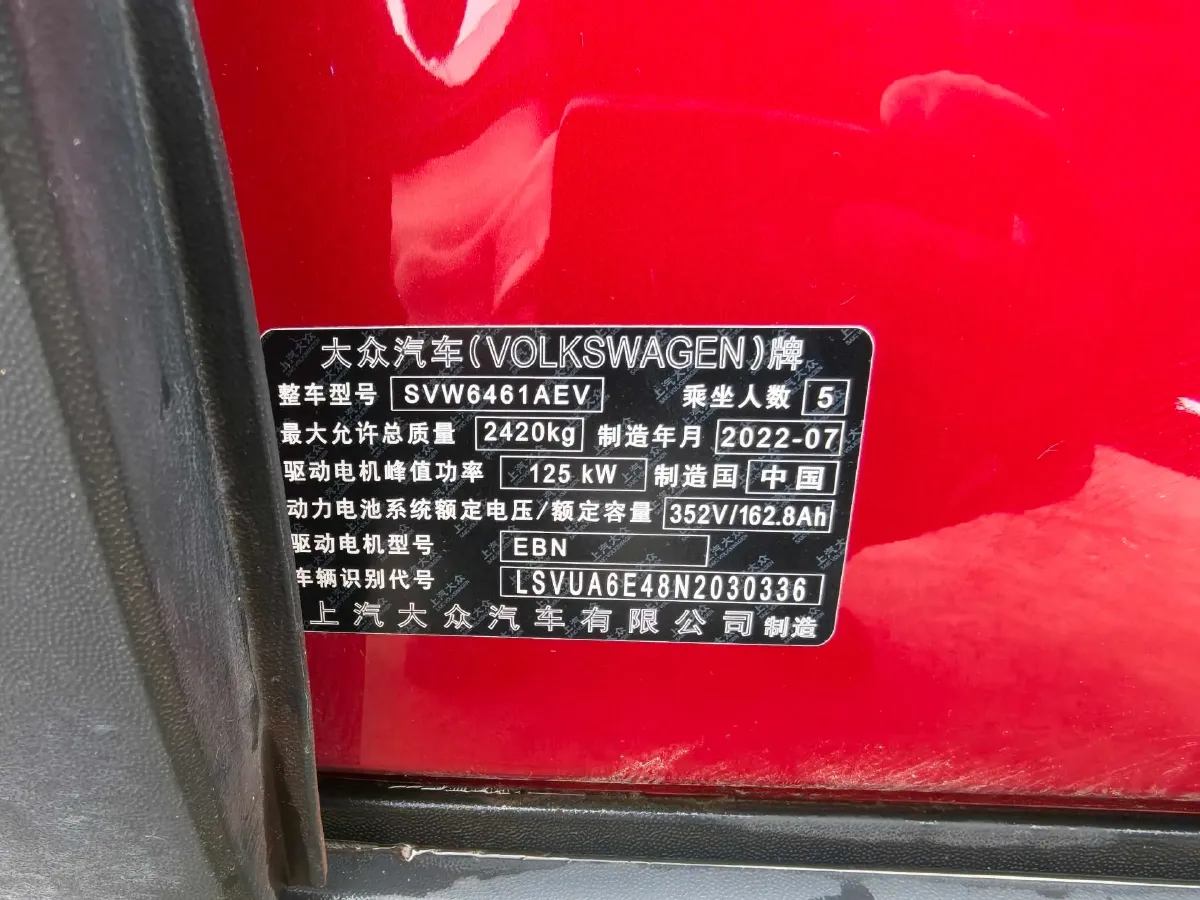 大众汽车(VOLKSWAGEN)牌
整车型号 SVW6461AEV 乘坐人数 5
最大允许总质量 2420kg 制造年月 2022-07
驱动电机峰值功率 125 kW 制造国 中国
动力电池系统额定电压/额定容量 352V/162.8Ah
驱动电机型号 EBN
车辆识别代号 LSVUA6E48N2030336
上汽大众汽车有限公司 制造